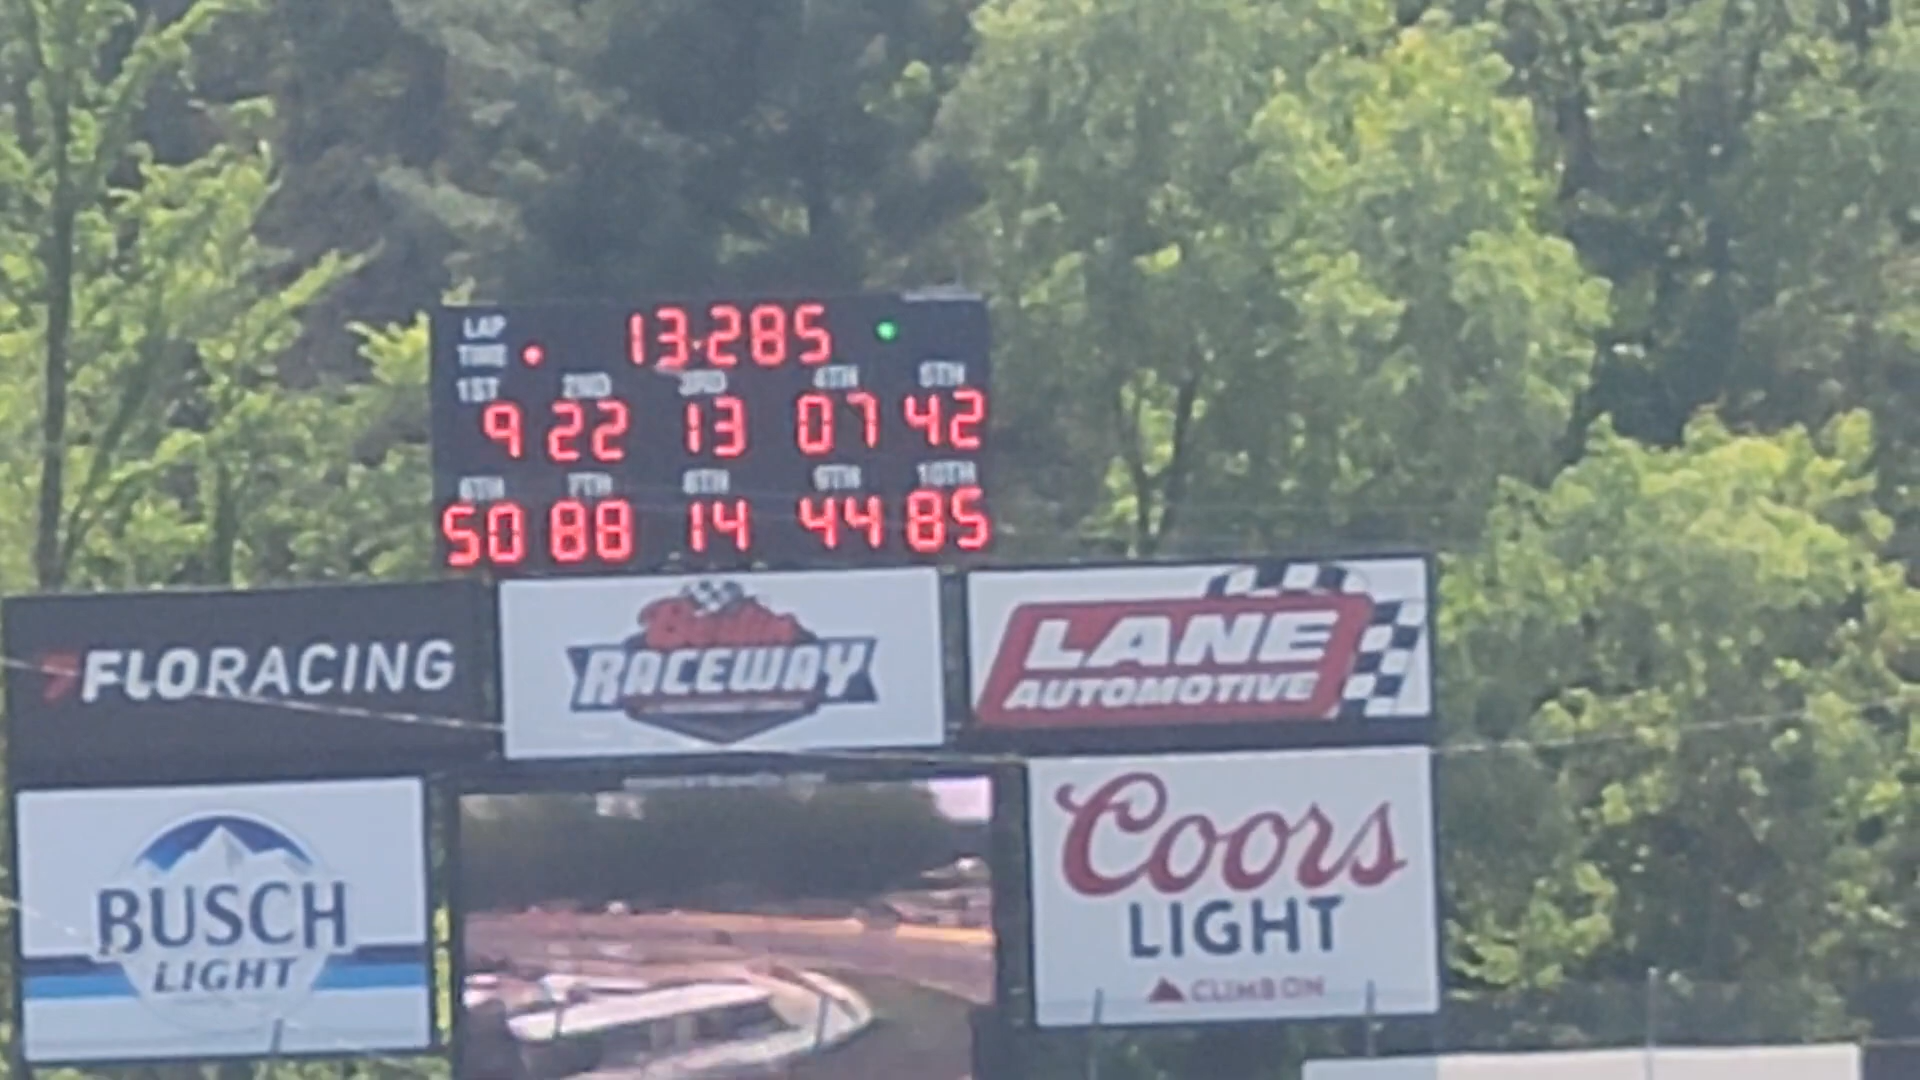 LAP
TIME
13.285
1ST 2ND 3RD 4TH 5TH
9 22 13 07 42
6TH 7TH 8TH 9TH 10TH
50 88 14 44 85
FLORACING
Berlin
RACEWAY
LANE
AUTOMOTIVE
BUSCH
LIGHT
Coors
LIGHT
CLIMB ON